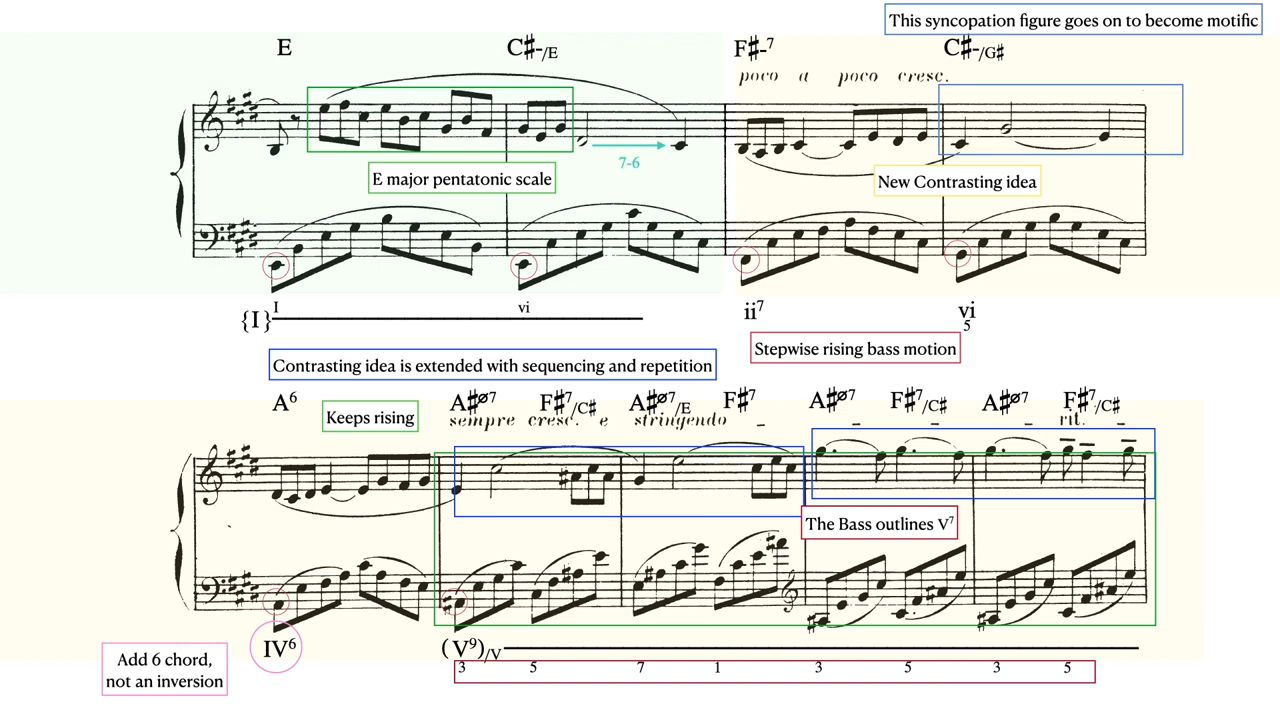 This syncopation figure goes on to become motific
E C♯-/E F♯-⁷ C♯-/G♯
poco a poco cresc.
7-6
E major pentatonic scale
New Contrasting idea
{I} I vi ii⁷ vi
5
Stepwise rising bass motion
Contrasting idea is extended with sequencing and repetition
A⁶ A♯ø⁷ F♯⁷/C♯ A♯ø⁷/E F♯⁷ A♯ø⁷ F♯⁷/C♯ A♯ø⁷ F♯⁷/C♯
Keeps rising
sempre cresc. e stringendo rit.
The Bass outlines V⁷
IV⁶ (V⁹)/V
3 5 7 1 3 5 3 5
Add 6 chord,
not an inversion